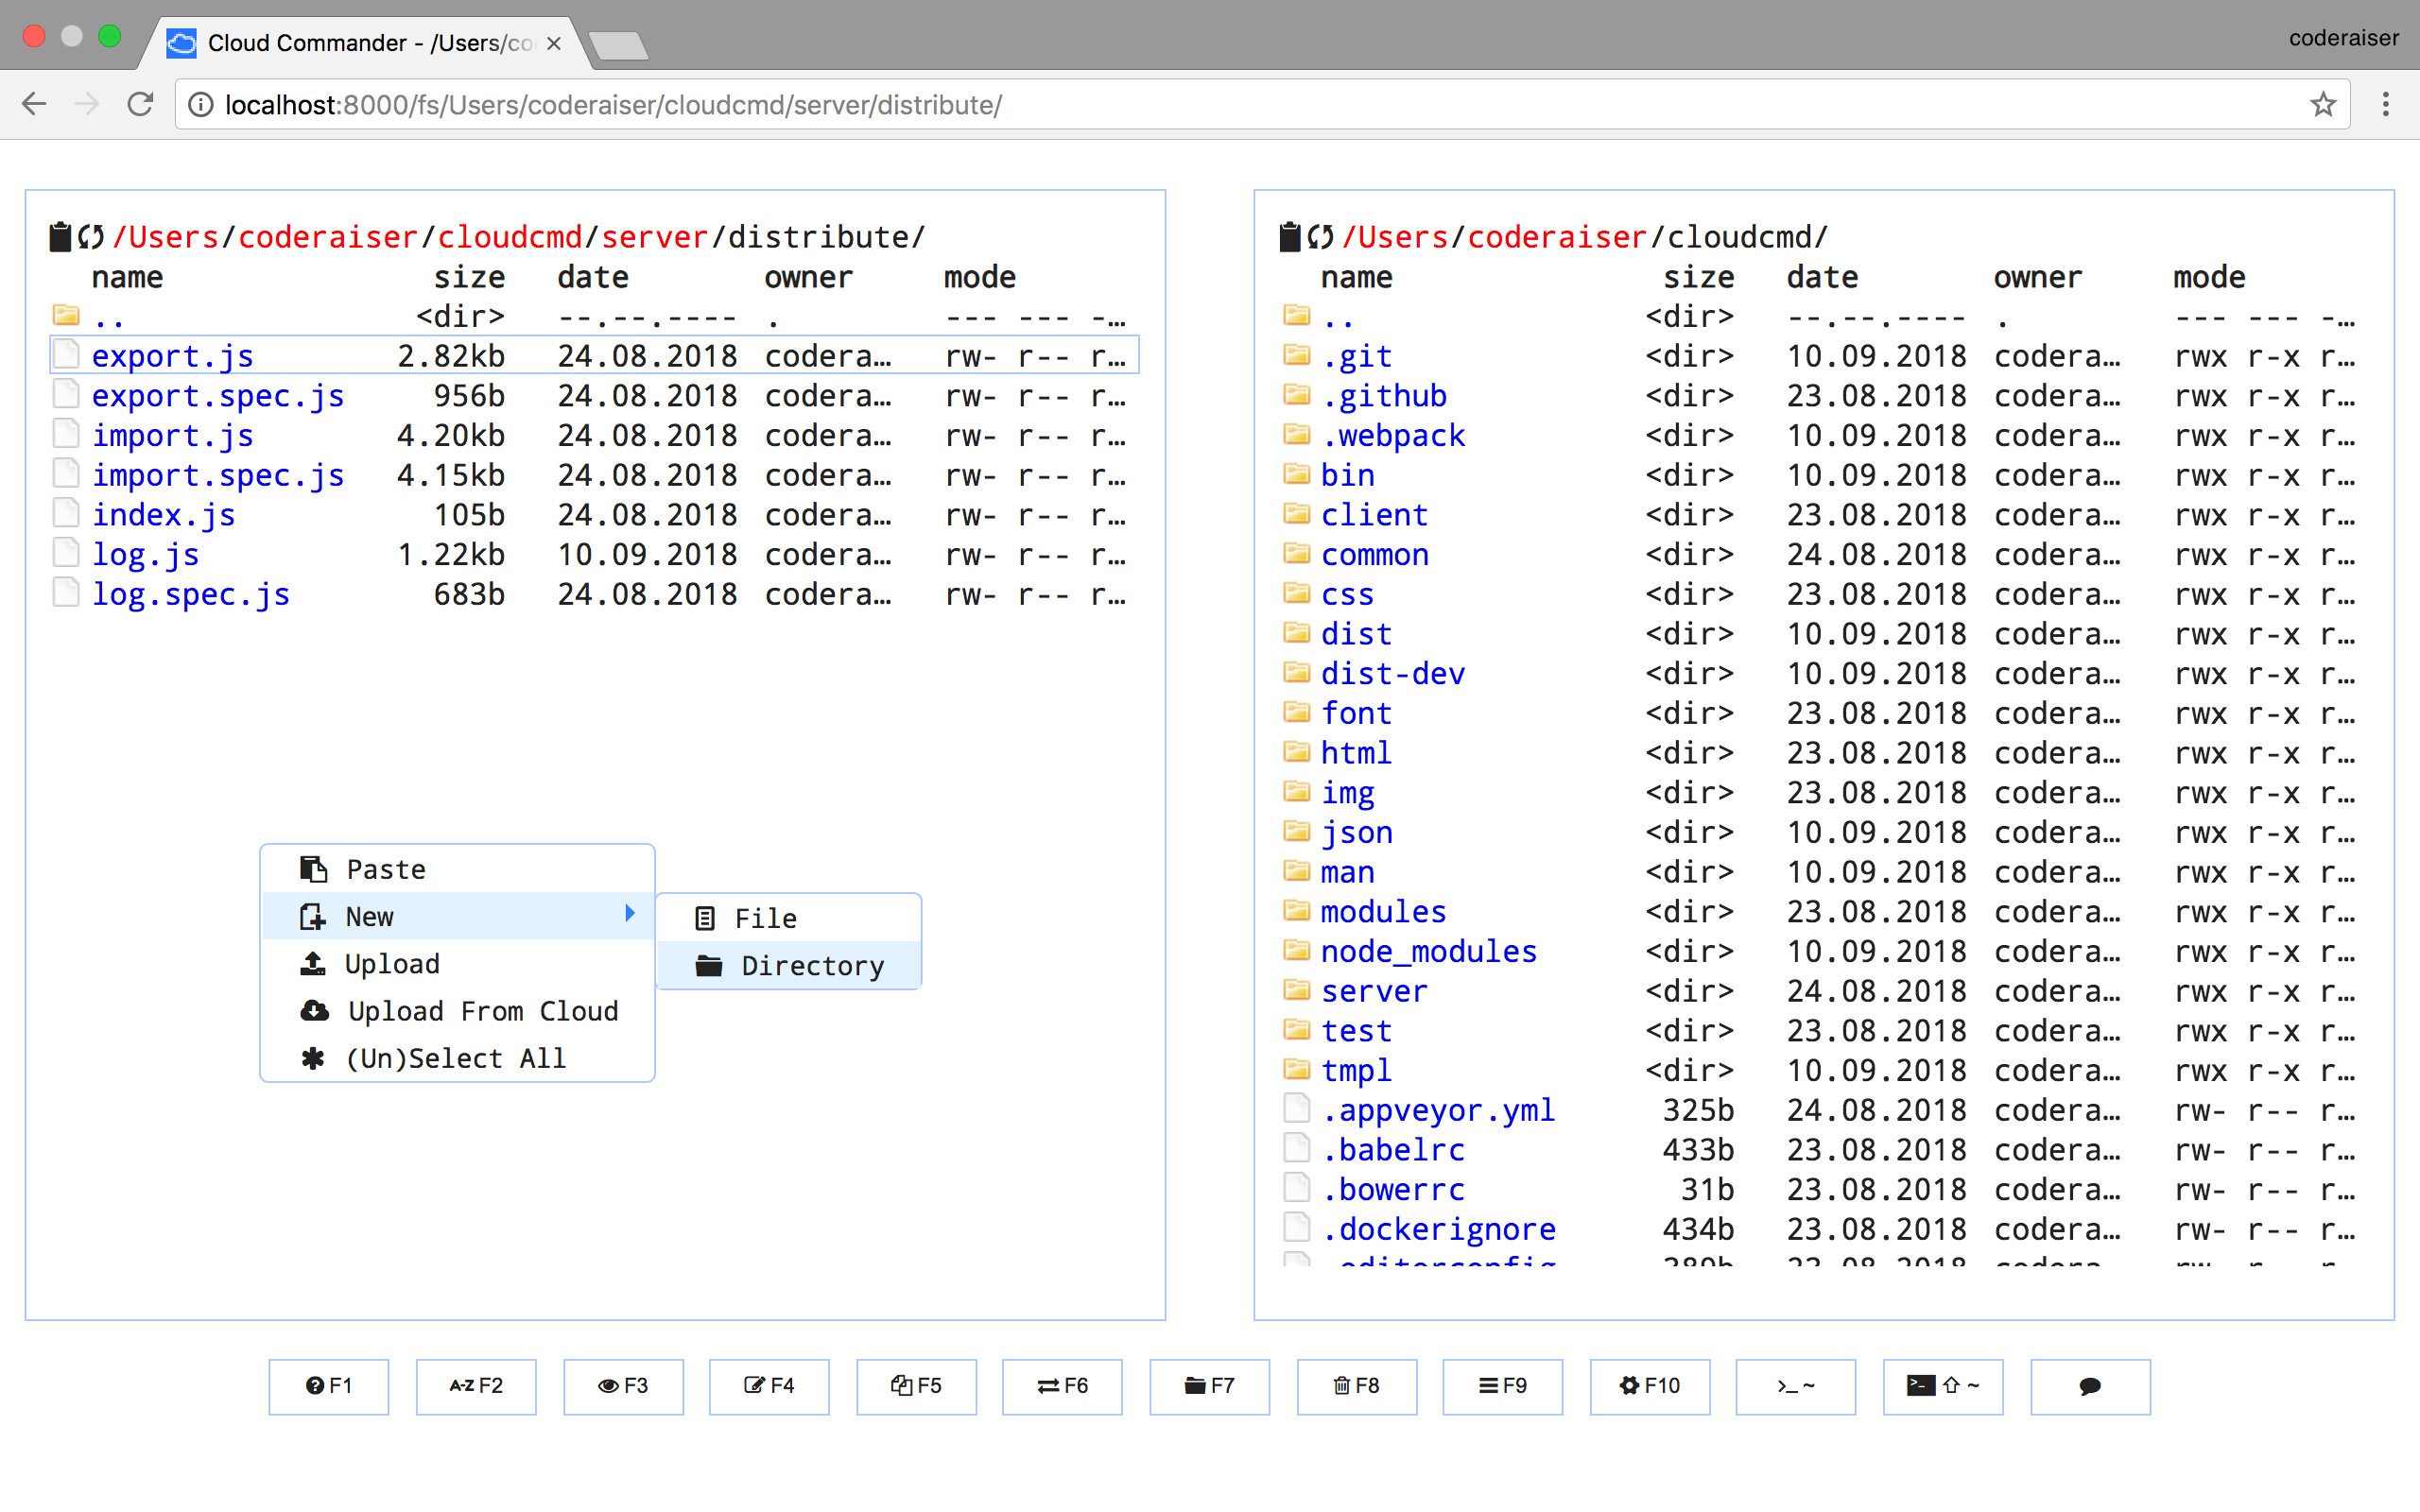 Cloud Commander - /Users/co
coderaiser
localhost:8000/fs/Users/coderaiser/cloudcmd/server/distribute/
/Users/coderaiser/cloudcmd/server/distribute/
name size date owner mode
.. <dir> --.--.---- . --- --- -…
export.js 2.82kb 24.08.2018 codera… rw- r-- r…
export.spec.js 956b 24.08.2018 codera… rw- r-- r…
import.js 4.20kb 24.08.2018 codera… rw- r-- r…
import.spec.js 4.15kb 24.08.2018 codera… rw- r-- r…
index.js 105b 24.08.2018 codera… rw- r-- r…
log.js 1.22kb 10.09.2018 codera… rw- r-- r…
log.spec.js 683b 24.08.2018 codera… rw- r-- r…
Paste
New
Upload
Upload From Cloud
(Un)Select All
File
Directory
/Users/coderaiser/cloudcmd/
name size date owner mode
.. <dir> --.--.---- . --- --- -…
.git <dir> 10.09.2018 codera… rwx r-x r…
.github <dir> 23.08.2018 codera… rwx r-x r…
.webpack <dir> 10.09.2018 codera… rwx r-x r…
bin <dir> 10.09.2018 codera… rwx r-x r…
client <dir> 23.08.2018 codera… rwx r-x r…
common <dir> 24.08.2018 codera… rwx r-x r…
css <dir> 23.08.2018 codera… rwx r-x r…
dist <dir> 10.09.2018 codera… rwx r-x r…
dist-dev <dir> 10.09.2018 codera… rwx r-x r…
font <dir> 23.08.2018 codera… rwx r-x r…
html <dir> 23.08.2018 codera… rwx r-x r…
img <dir> 23.08.2018 codera… rwx r-x r…
json <dir> 10.09.2018 codera… rwx r-x r…
man <dir> 10.09.2018 codera… rwx r-x r…
modules <dir> 23.08.2018 codera… rwx r-x r…
node_modules <dir> 10.09.2018 codera… rwx r-x r…
server <dir> 24.08.2018 codera… rwx r-x r…
test <dir> 23.08.2018 codera… rwx r-x r…
tmpl <dir> 10.09.2018 codera… rwx r-x r…
.appveyor.yml 325b 24.08.2018 codera… rw- r-- r…
.babelrc 433b 23.08.2018 codera… rw- r-- r…
.bowerrc 31b 23.08.2018 codera… rw- r-- r…
.dockerignore 434b 23.08.2018 codera… rw- r-- r…
.editorconfig 23.08.2018 codera…
F1 A-Z F2 F3 F4 F5 F6 F7 F8 F9 F10 >_ ~ >_ ⇧ ~